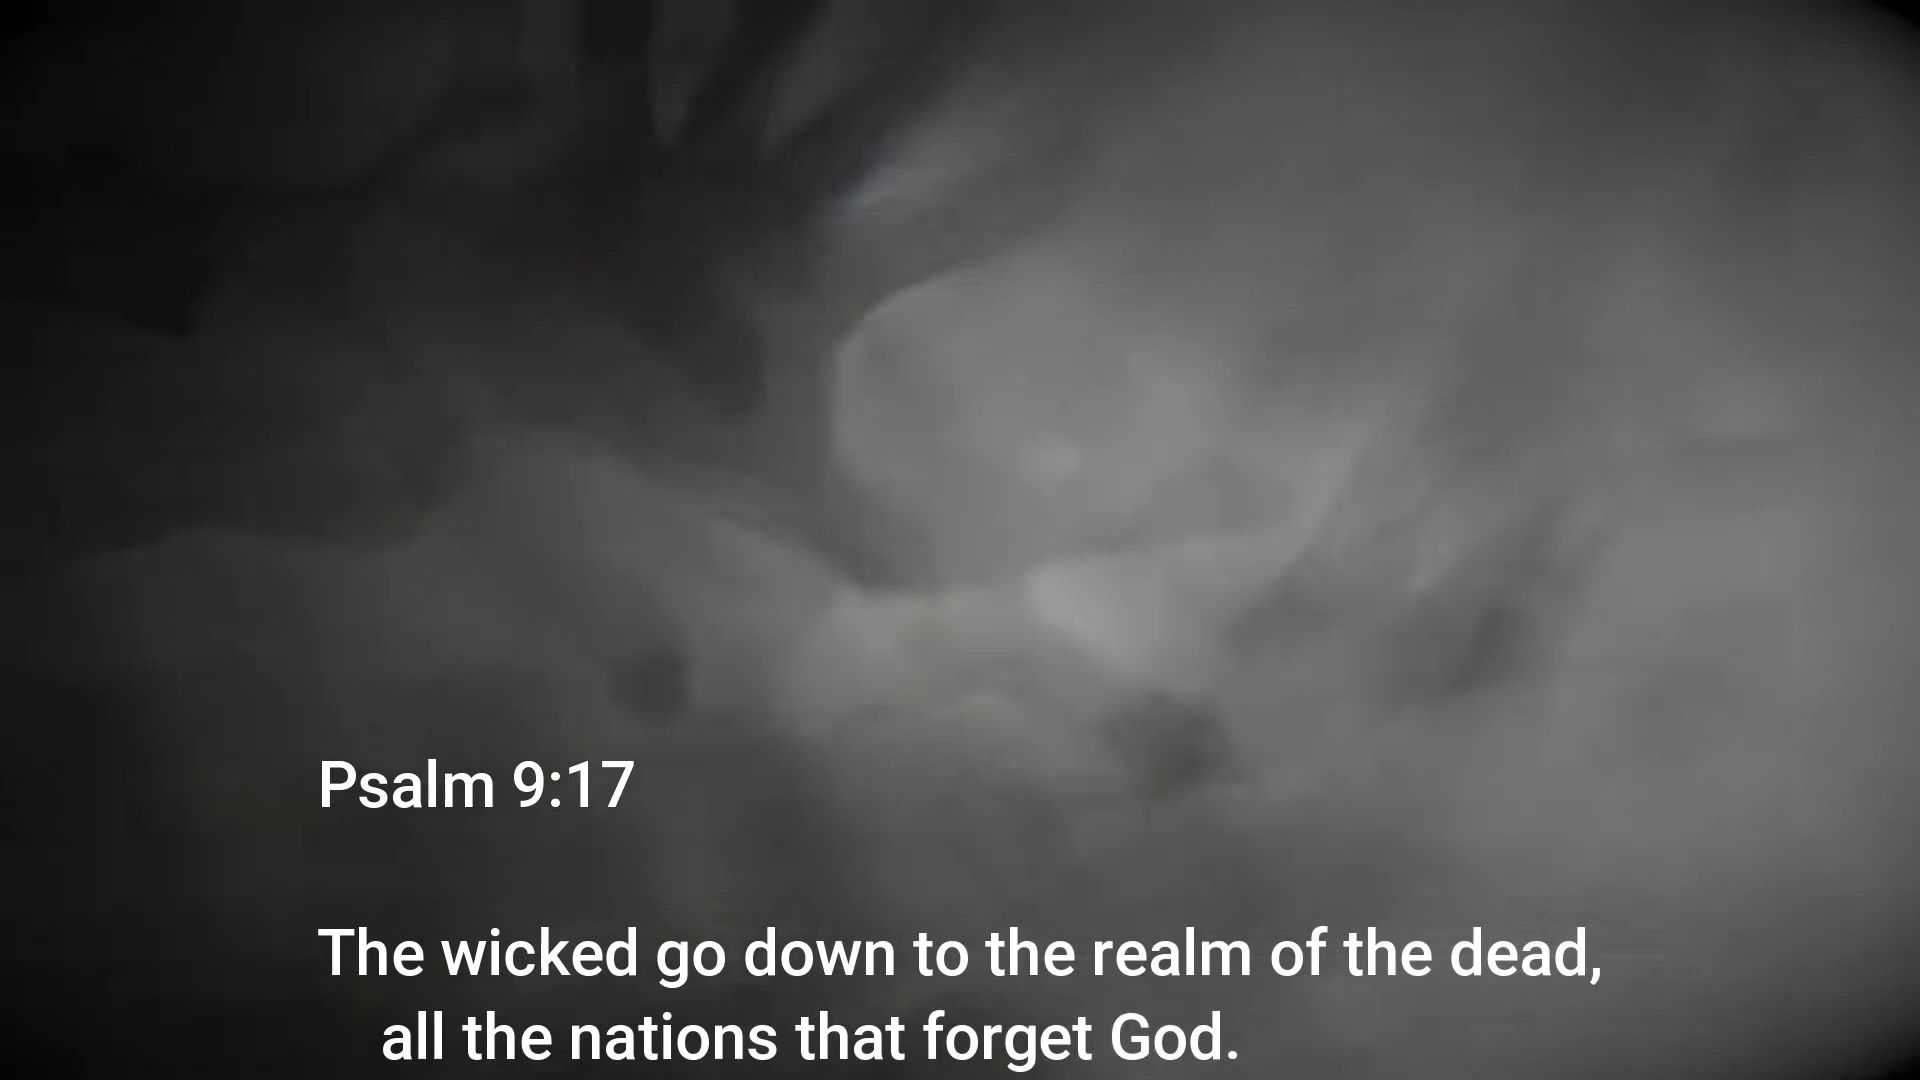 Psalm 9:17
The wicked go down to the realm of the dead,
all the nations that forget God.